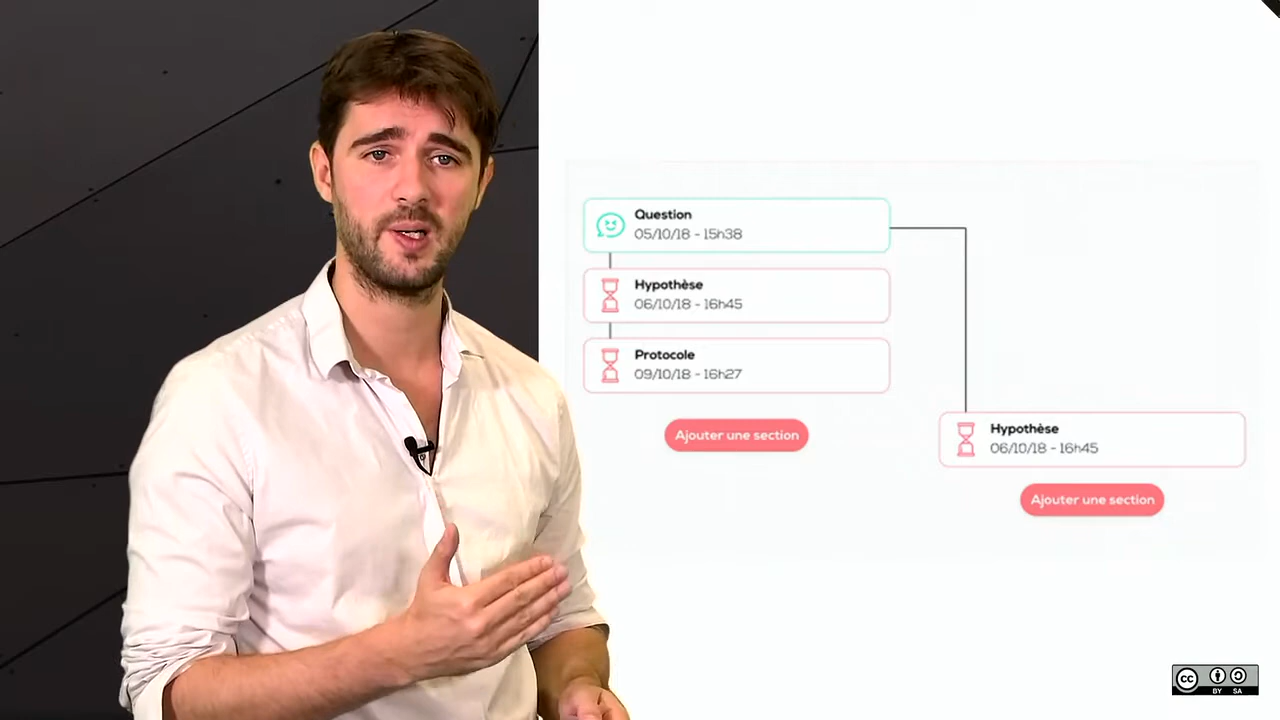 Question
05/10/18 - 15h38
Hypothèse
06/10/18 - 16h45
Protocole
09/10/18 - 16h27
Ajouter une section
Hypothèse
06/10/18 - 16h45
Ajouter une section
cc
BY SA